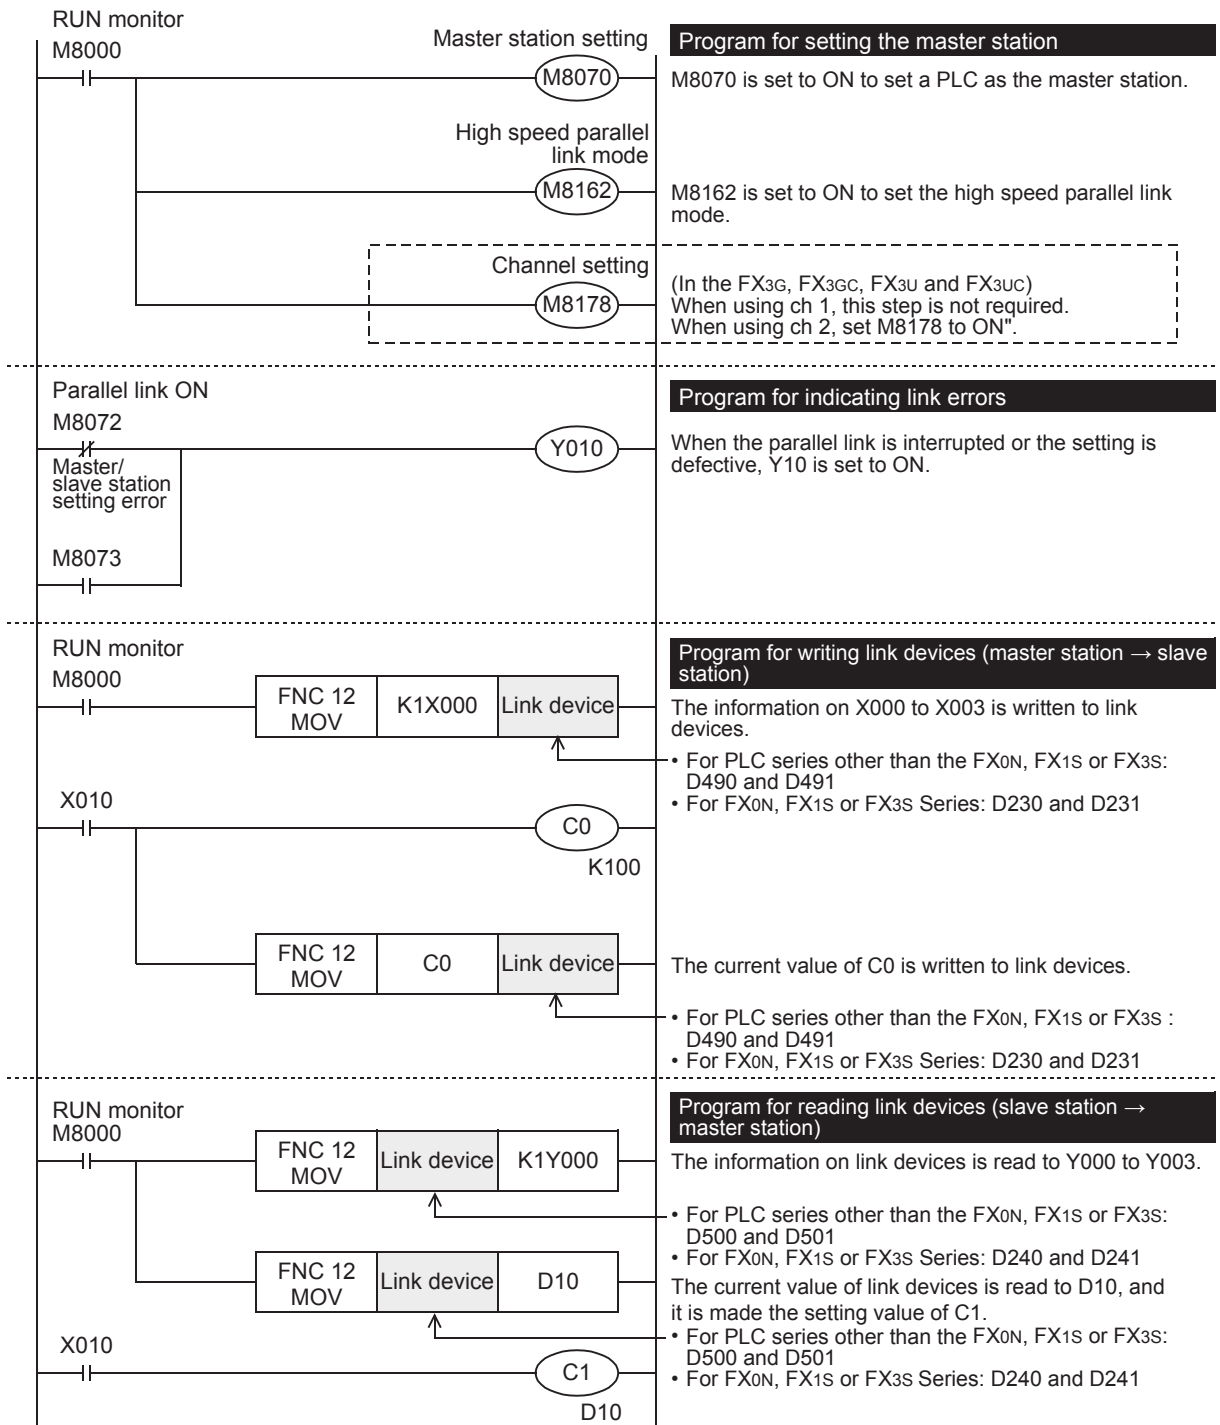 RUN monitor
M8000
Master station setting
M8070
Program for setting the master station
M8070 is set to ON to set a PLC as the master station.
High speed parallel
link mode
M8162
M8162 is set to ON to set the high speed parallel link
mode.
Channel setting
M8178
(In the FX3G, FX3GC, FX3U and FX3UC)
When using ch 1, this step is not required.
When using ch 2, set M8178 to ON".
Parallel link ON
M8072
Master/
slave station
setting error
M8073
Y010
Program for indicating link errors
When the parallel link is interrupted or the setting is
defective, Y10 is set to ON.
RUN monitor
M8000
FNC 12
MOV
K1X000
Link device
Program for writing link devices (master station → slave
station)
The information on X000 to X003 is written to link
devices.
• For PLC series other than the FX0N, FX1S or FX3S:
D490 and D491
• For FX0N, FX1S or FX3S Series: D230 and D231
X010
C0
K100
FNC 12
MOV
C0
Link device
The current value of C0 is written to link devices.
• For PLC series other than the FX0N, FX1S or FX3S :
D490 and D491
• For FX0N, FX1S or FX3S Series: D230 and D231
RUN monitor
M8000
FNC 12
MOV
Link device
K1Y000
Program for reading link devices (slave station →
master station)
The information on link devices is read to Y000 to Y003.
• For PLC series other than the FX0N, FX1S or FX3S:
D500 and D501
• For FX0N, FX1S or FX3S Series: D240 and D241
FNC 12
MOV
Link device
D10
The current value of link devices is read to D10, and
it is made the setting value of C1.
• For PLC series other than the FX0N, FX1S or FX3S:
D500 and D501
• For FX0N, FX1S or FX3S Series: D240 and D241
X010
C1
D10